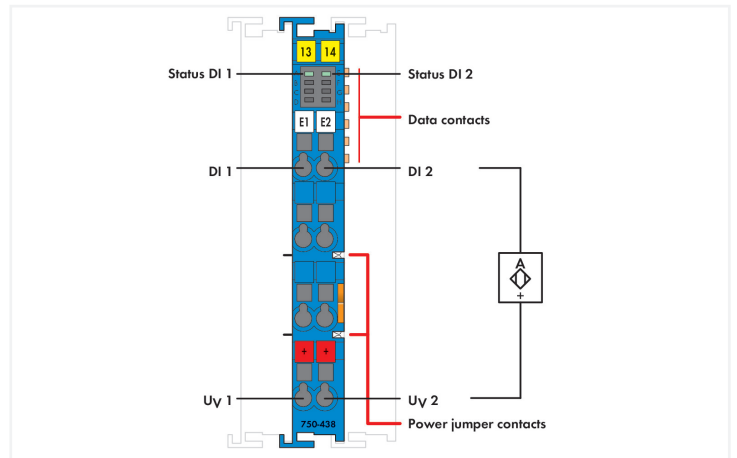 13 14
Status DI 1
Status DI 2
Data contacts
E1 E2
DI 1
DI 2
A
+
+ +
UV 1
UV 2
Power jumper contacts
750-438